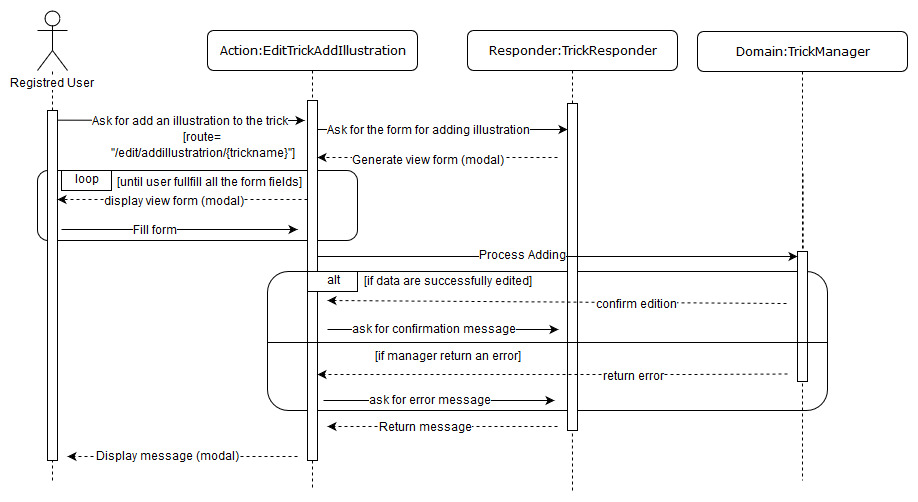 Registred User
Action:EditTrickAddIllustration
Responder:TrickResponder
Domain:TrickManager
Ask for add an illustration to the trick
[route=
"/edit/addillustratrion/{trickname}"]
Ask for the form for adding illustration
Generate view form (modal)
loop
[until user fullfill all the form fields]
display view form (modal)
Fill form
Process Adding
alt
[if data are successfully edited]
confirm edition
ask for confirmation message
[if manager return an error]
return error
ask for error message
Return message
Display message (modal)